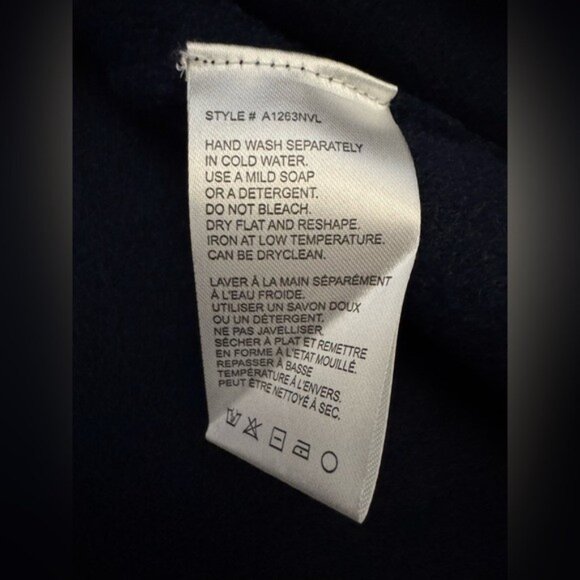 STYLE # A1263NVL
HAND WASH SEPARATELY
IN COLD WATER.
USE A MILD SOAP
OR A DETERGENT.
DO NOT BLEACH.
DRY FLAT AND RESHAPE.
IRON AT LOW TEMPERATURE.
CAN BE DRYCLEAN.
LAVER À LA MAIN SÉPARÉMENT
À L'EAU FROIDE.
UTILISER UN SAVON DOUX
OU UN DÉTERGENT.
NE PAS JAVELLISER.
SÉCHER À PLAT ET REMETTRE
EN FORME À L'ETAT MOUILLÉ.
REPASSER À BASSE
TEMPÉRATURE À L'ENVERS.
PEUT ÊTRE NETTOYÉ À SEC.